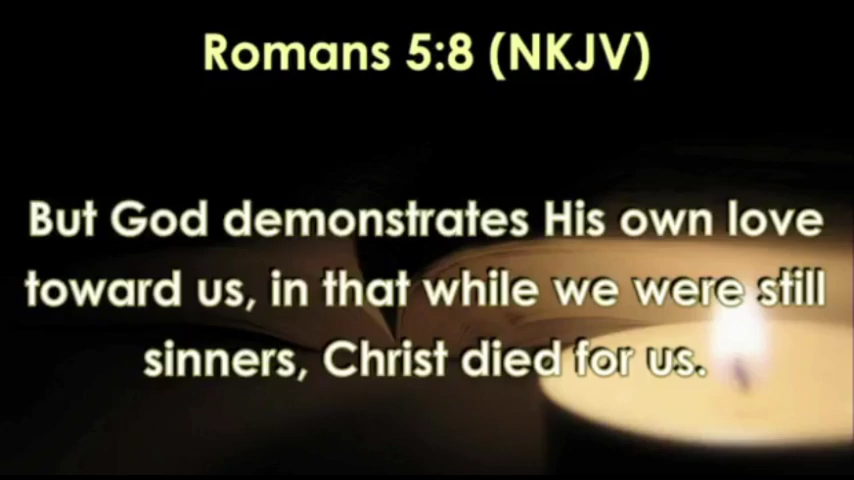 Romans 5:8 (NKJV)
But God demonstrates His own love
toward us, in that while we were still
sinners, Christ died for us.